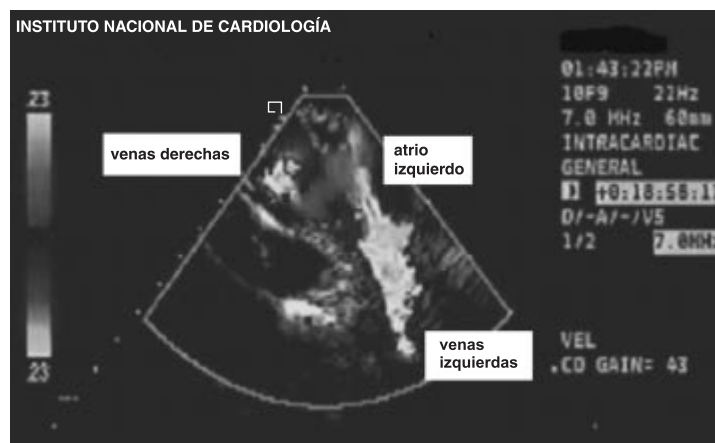 INSTITUTO NACIONAL DE CARDIOLOGÍA
01:43:22PM
10F9 22Hz
7.0 MHz 60mm
INTRACARDIAC
GENERAL
D/-A/-/V5
1/2 7.0MHz
.23
venas derechas
atrio
izquierdo
venas
izquierdas
VEL
.CD GAIN= 43
.23